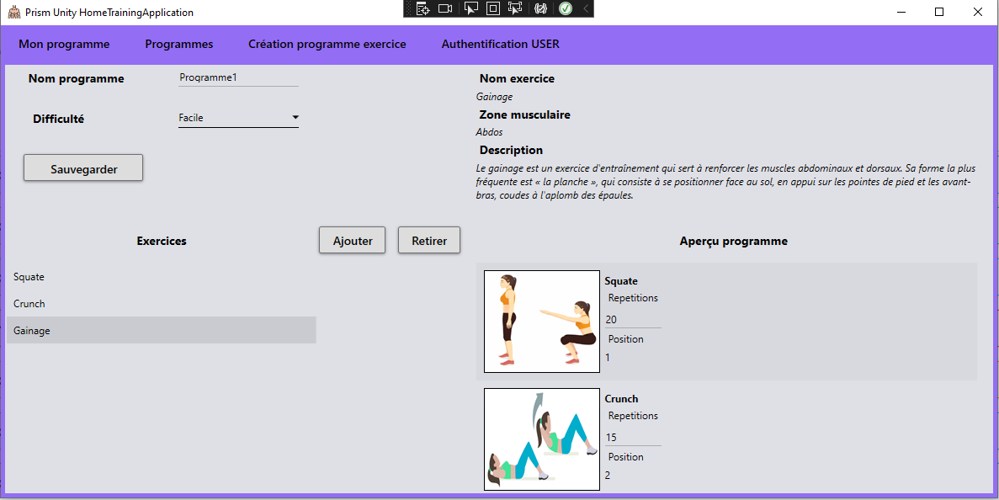 Prism Unity HomeTrainingApplication
Mon programme Programmes Création programme exercice Authentification USER
Nom programme Programme1
Difficulté Facile
Sauvegarder
Nom exercice
Gainage
Zone musculaire
Abdos
Description
Le gainage est un exercice d'entraînement qui sert à renforcer les muscles abdominaux et dorsaux. Sa forme la plus
fréquente est « la planche », qui consiste à se positionner face au sol, en appui sur les pointes de pied et les avant-
bras, coudes à l'aplomb des épaules.
Exercices Ajouter Retirer
Squate
Crunch
Gainage
Aperçu programme
Squate
Repetitions
20
Position
1
Crunch
Repetitions
15
Position
2